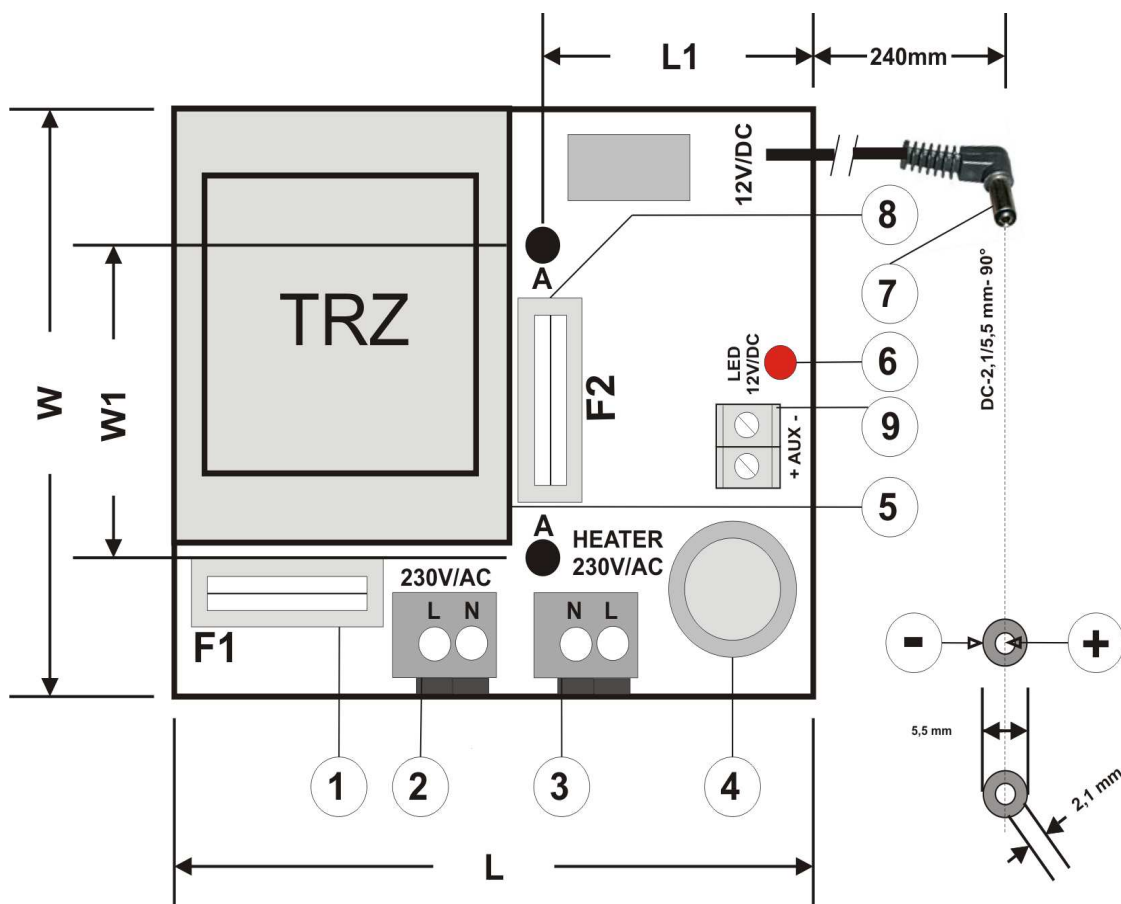 L1
240mm
12V/DC
8
A
7
TRZ
DC-2,1/5,5 mm- 90°
W
W1
LED
12V/DC
6
F2
9
+ AUX -
5
A
HEATER
230V/AC
230V/AC
L N
N L
F1
-
+
5,5 mm
1
2
3
4
2,1 mm
L